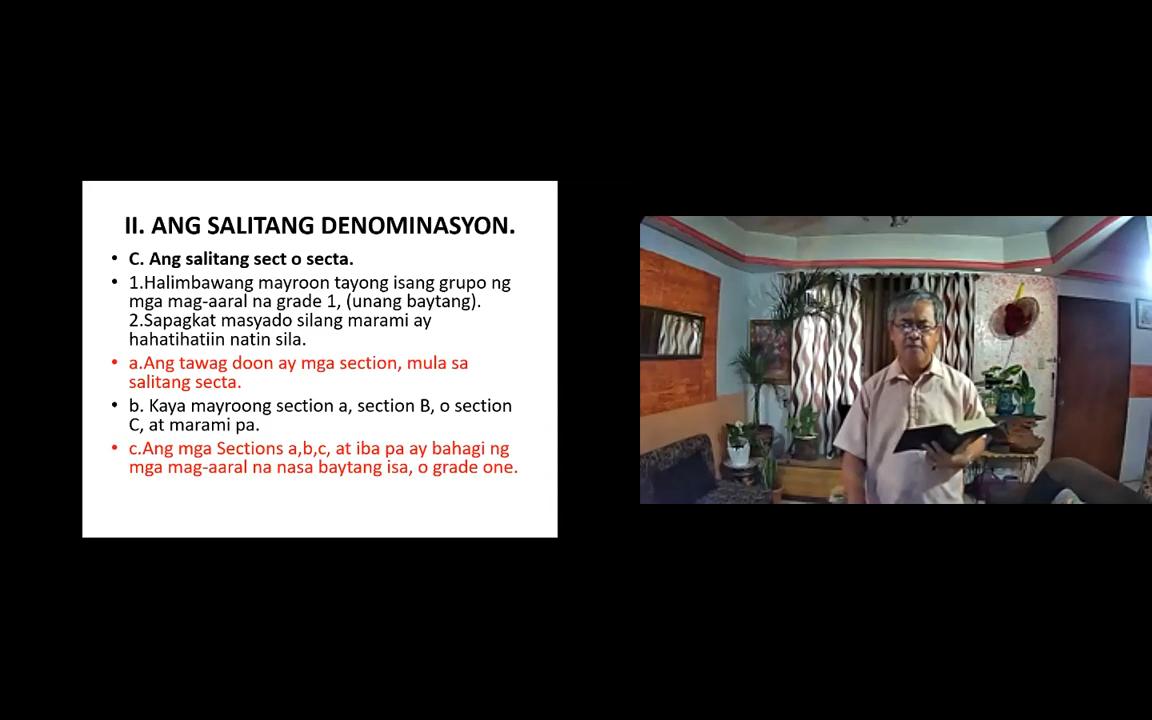 II. ANG SALITANG DENOMINASYON.
• C. Ang salitang sect o secta.
• 1.Halimbawang mayroon tayong isang grupo ng
mga mag-aaral na grade 1, (unang baytang).
2.Sapagkat masyado silang marami ay
hahatihatiin natin sila.
• a.Ang tawag doon ay mga section, mula sa
salitang secta.
• b. Kaya mayroong section a, section B, o section
C, at marami pa.
• c.Ang mga Sections a,b,c, at iba pa ay bahagi ng
mga mag-aaral na nasa baytang isa, o grade one.